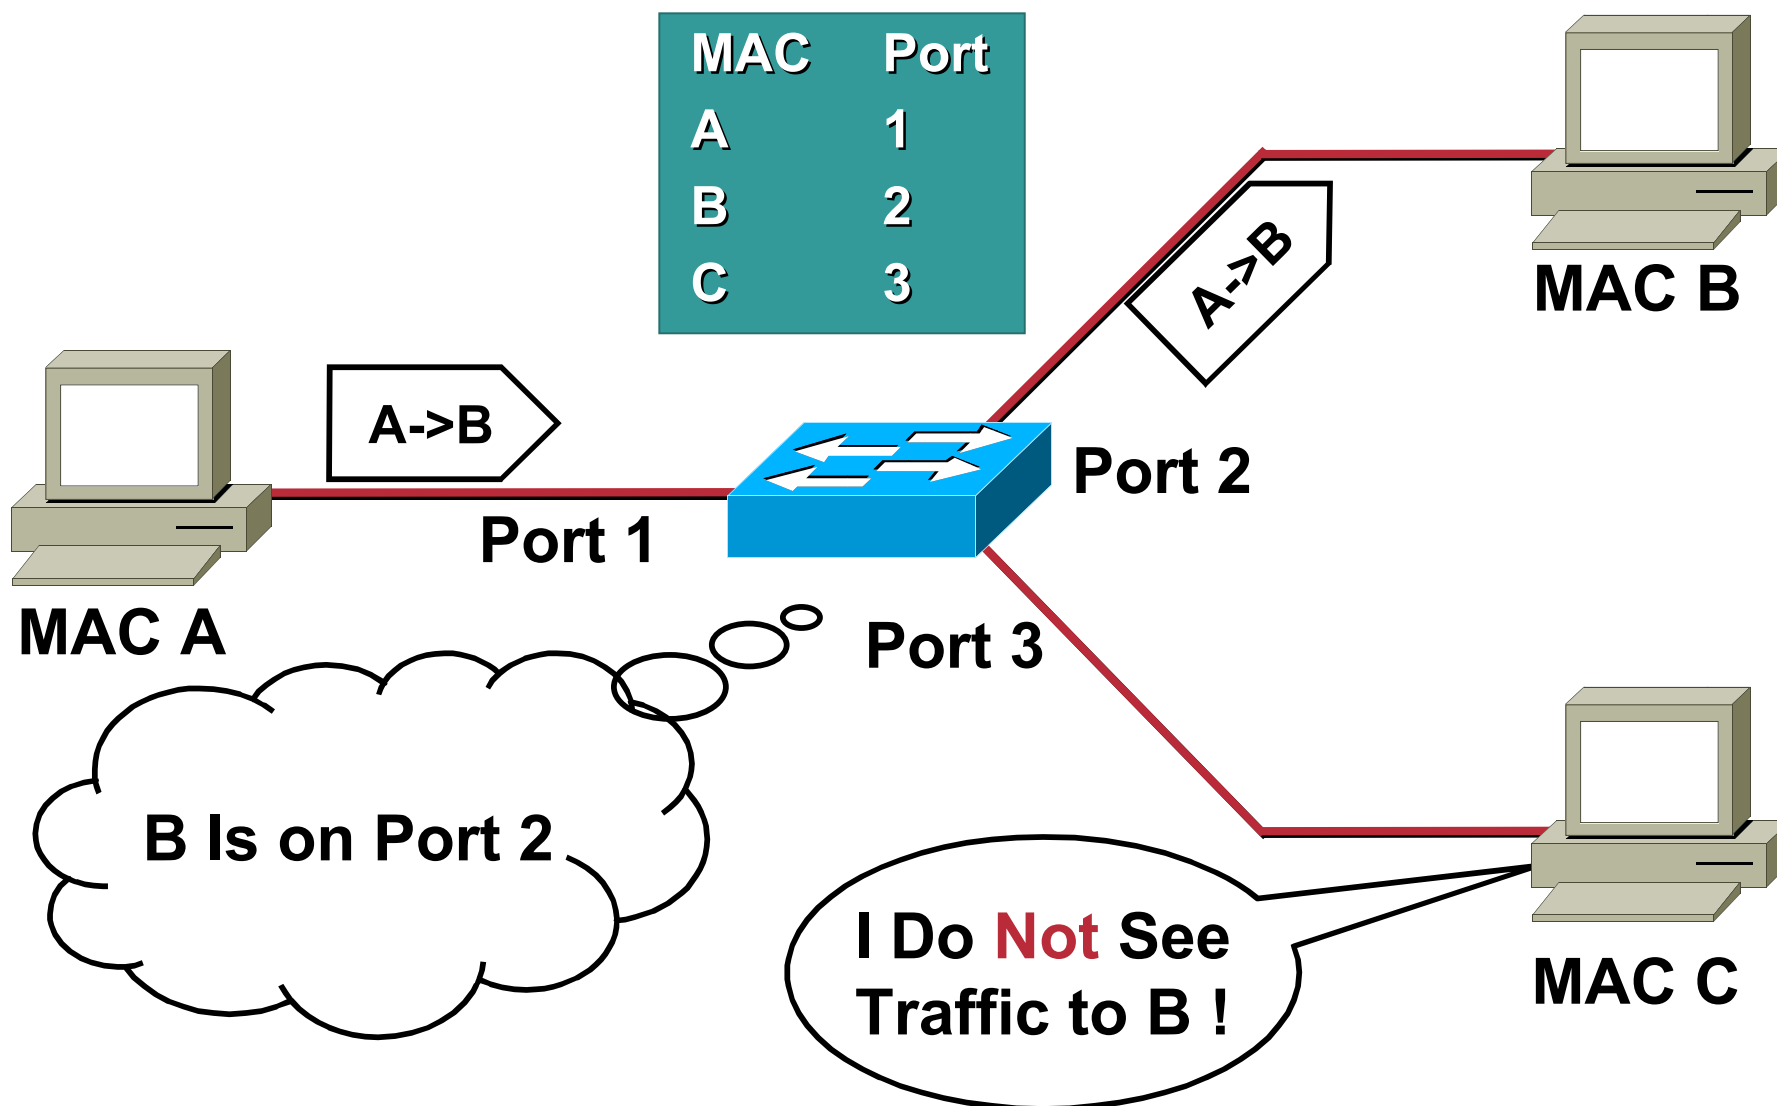 MAC Port
A 1
B 2
C 3
A->B
MAC B
A->B
Port 2
Port 1
MAC A
Port 3
B Is on Port 2
I Do Not See
Traffic to B !
MAC C